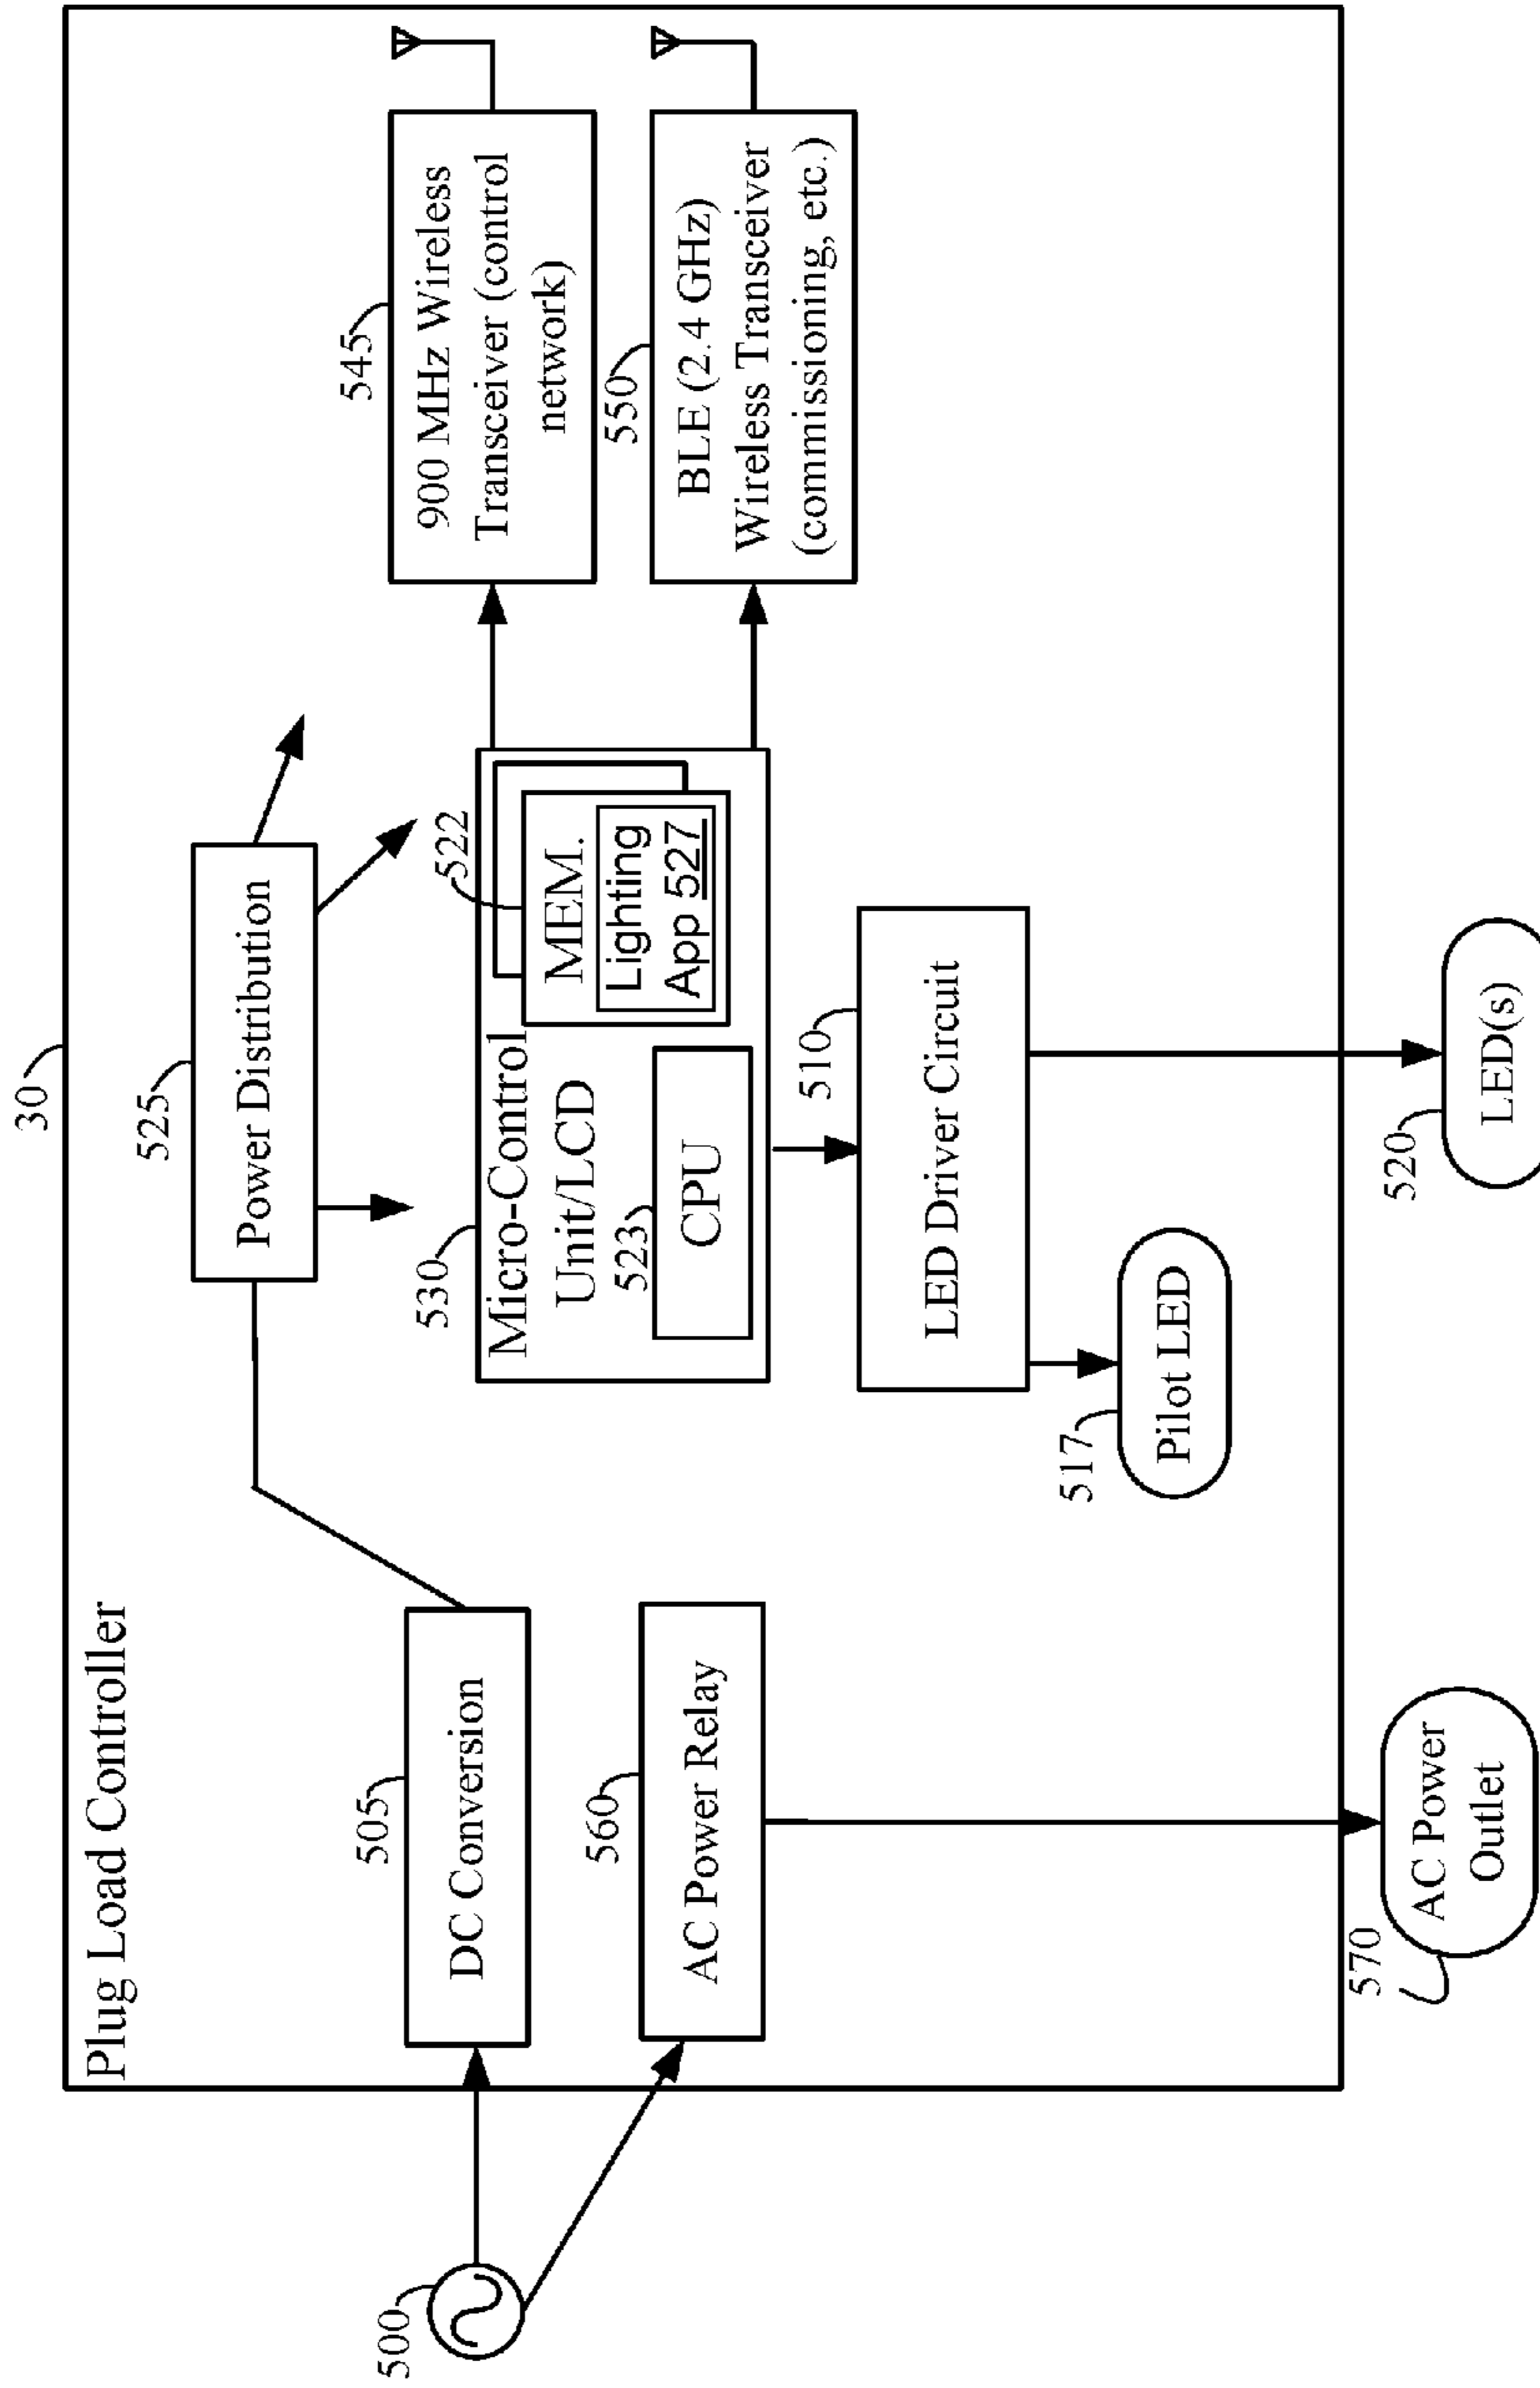 30
Plug Load Controller
525
Power Distribution
500
505
DC Conversion
560
AC Power Relay
530
Micro-Control
Unit/LCD
523
CPU
522
MEM.
Lighting
App 527
545
900 MHz Wireless
Transceiver (control
network)
550
BLE (2.4 GHz)
Wireless Transceiver
(commissioning, etc.)
510
LED Driver Circuit
517
Pilot LED
570
AC Power
Outlet
520
LED(s)